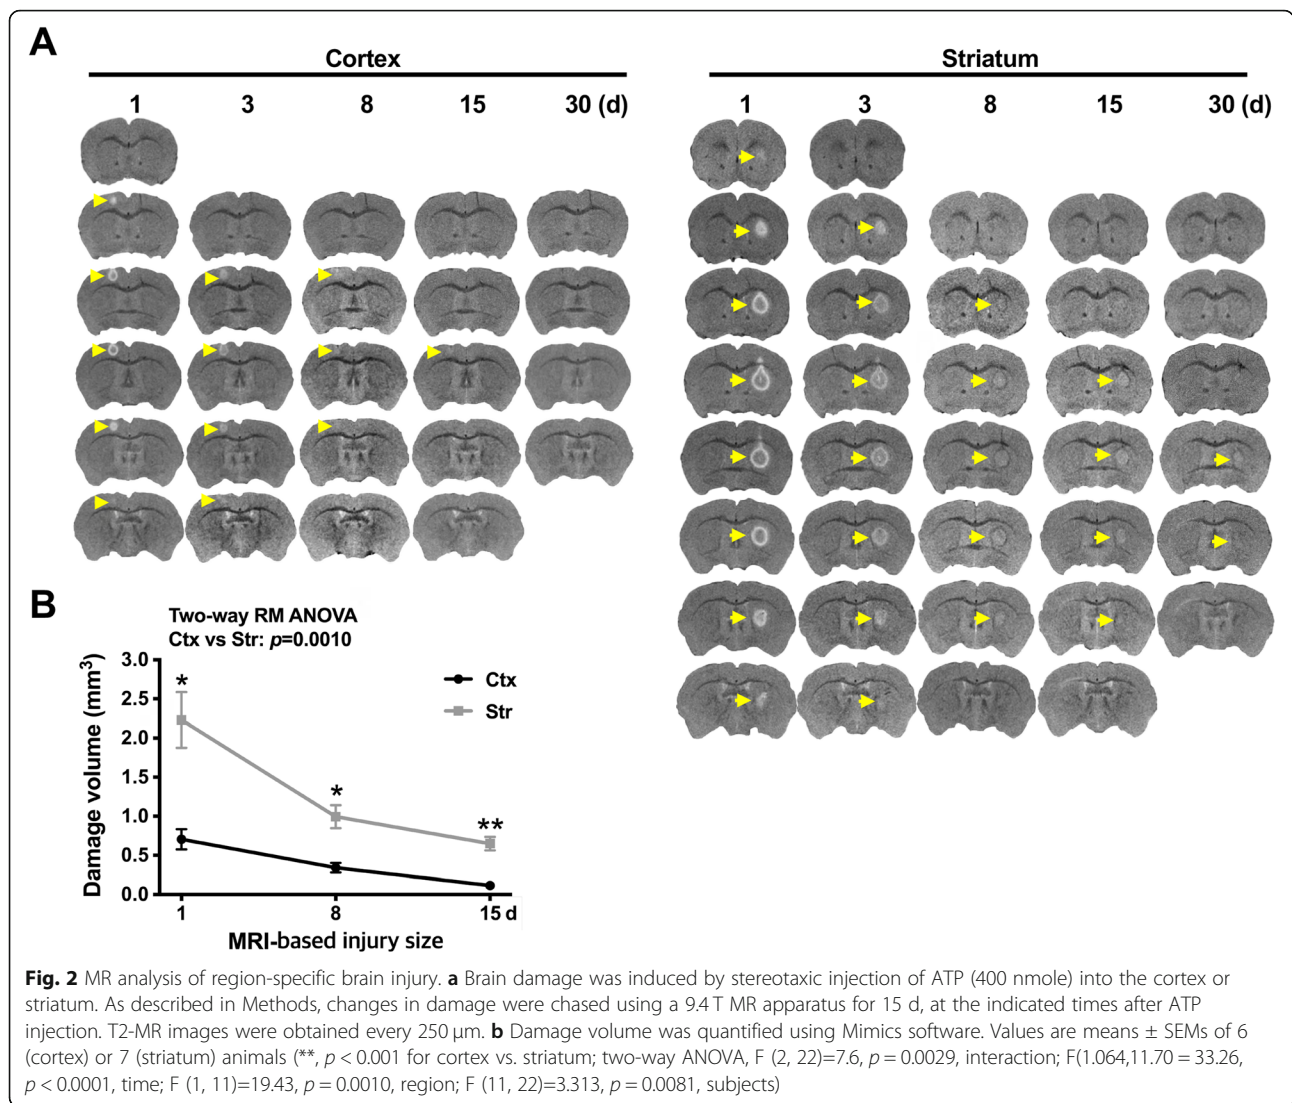 A
Cortex
1 3 8 15 30 (d)
Striatum
1 3 8 15 30 (d)
B
Two-way RM ANOVA
Ctx vs Str: p=0.0010
Damage volume (mm³)
3.0
2.5
2.0
1.5
1.0
0.5
0.0
*
*
**
Ctx
Str
1 8 15 d
MRI-based injury size
Fig. 2 MR analysis of region-specific brain injury. a Brain damage was induced by stereotaxic injection of ATP (400 nmole) into the cortex or
striatum. As described in Methods, changes in damage were chased using a 9.4 T MR apparatus for 15 d, at the indicated times after ATP
injection. T2-MR images were obtained every 250 μm. b Damage volume was quantified using Mimics software. Values are means ± SEMs of 6
(cortex) or 7 (striatum) animals (**, p < 0.001 for cortex vs. striatum; two-way ANOVA, F (2, 22)=7.6, p = 0.0029, interaction; F(1.064,11.70 = 33.26,
p < 0.0001, time; F (1, 11)=19.43, p = 0.0010, region; F (11, 22)=3.313, p = 0.0081, subjects)